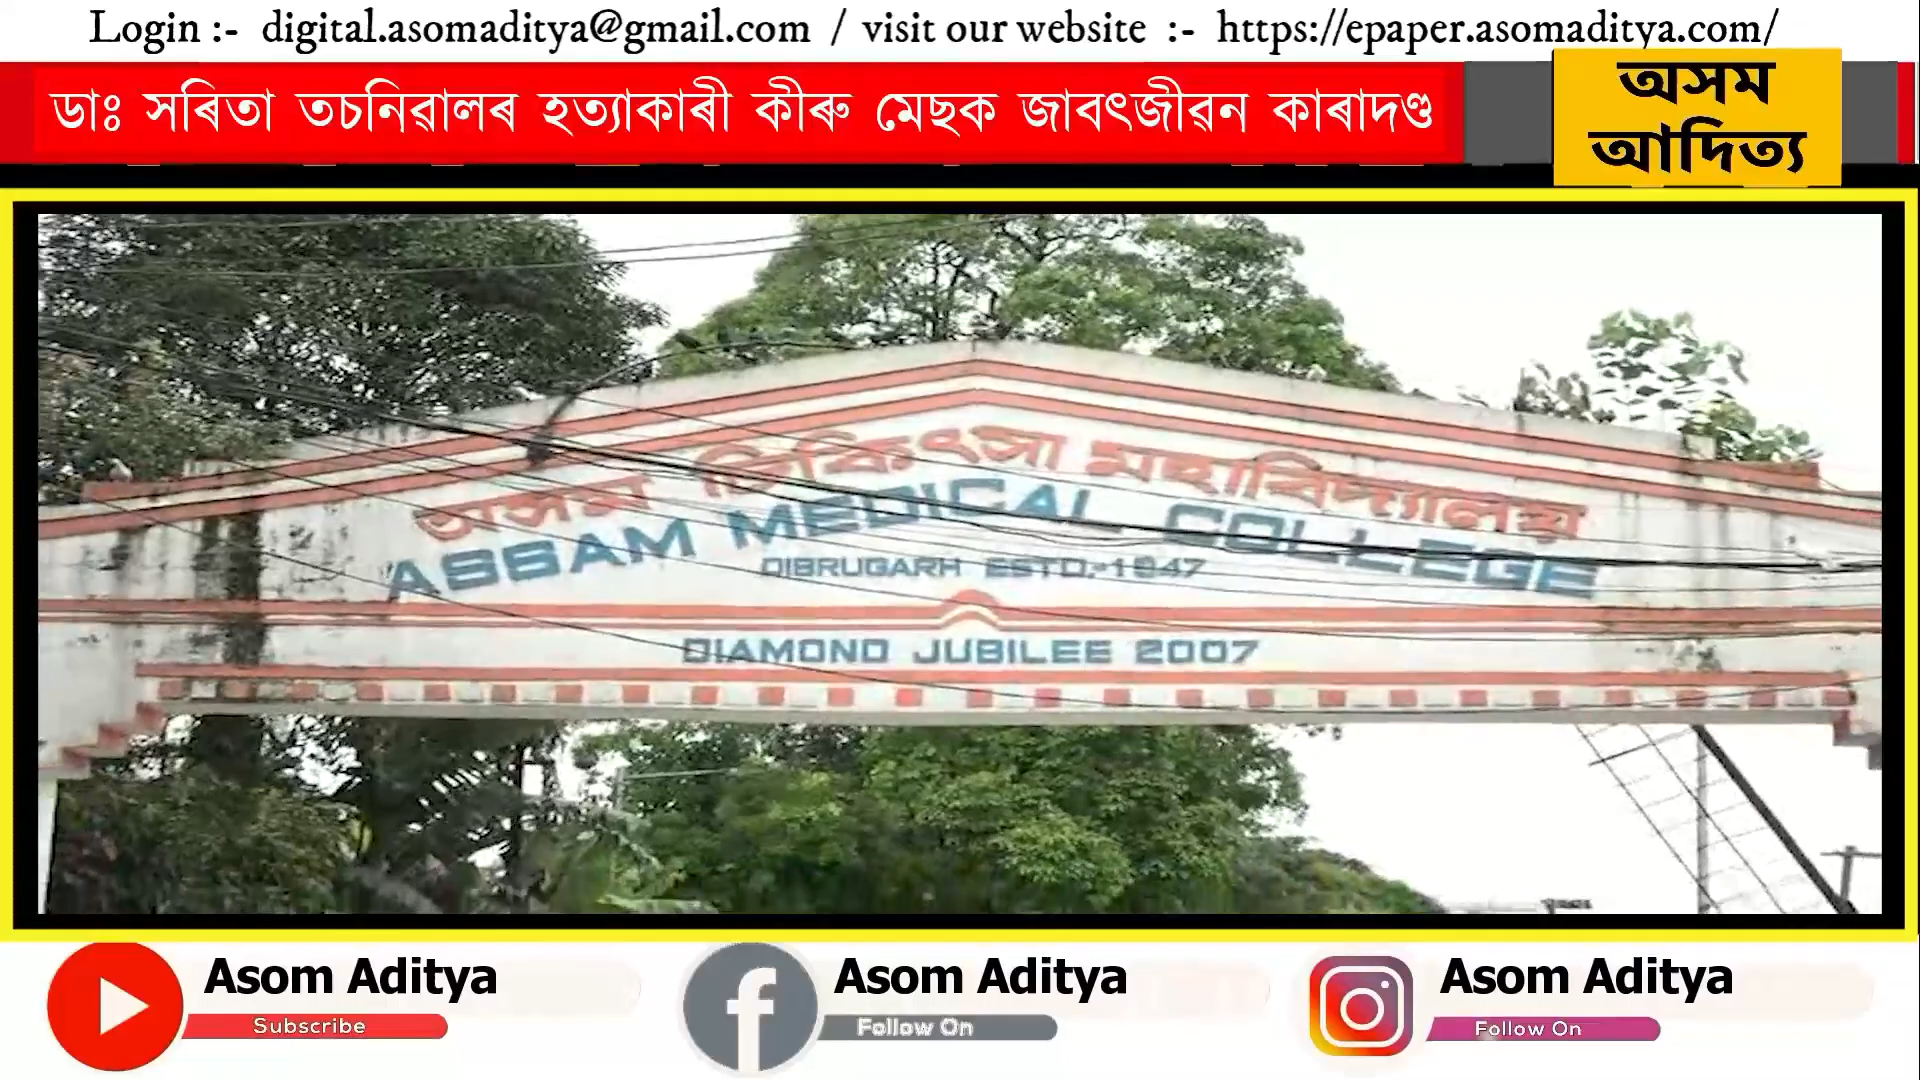 Login :-  digital.asomaditya@gmail.com  / visit our website  :-  https://epaper.asomaditya.com/
ডাঃ সৰিতা তচনিৱালৰ হত্যাকাৰী কীৰু মেছক জাবৎজীৱন কাৰাদণ্ড
অসম
আদিত্য
অসম চিকিৎসা মহাবিদ্যালয়
ASSAM MEDICAL COLLEGE
DIBRUGARH ESTD.-1947
DIAMOND JUBILEE 2007
Asom Aditya
Subscribe
Asom Aditya
Follow On
Asom Aditya
Follow On